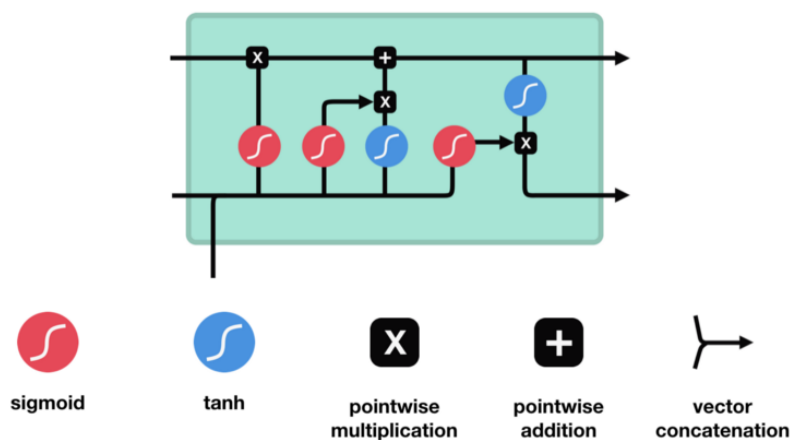 X
+
X
X
X
+
sigmoid
tanh
pointwise
multiplication
pointwise
addition
vector
concatenation